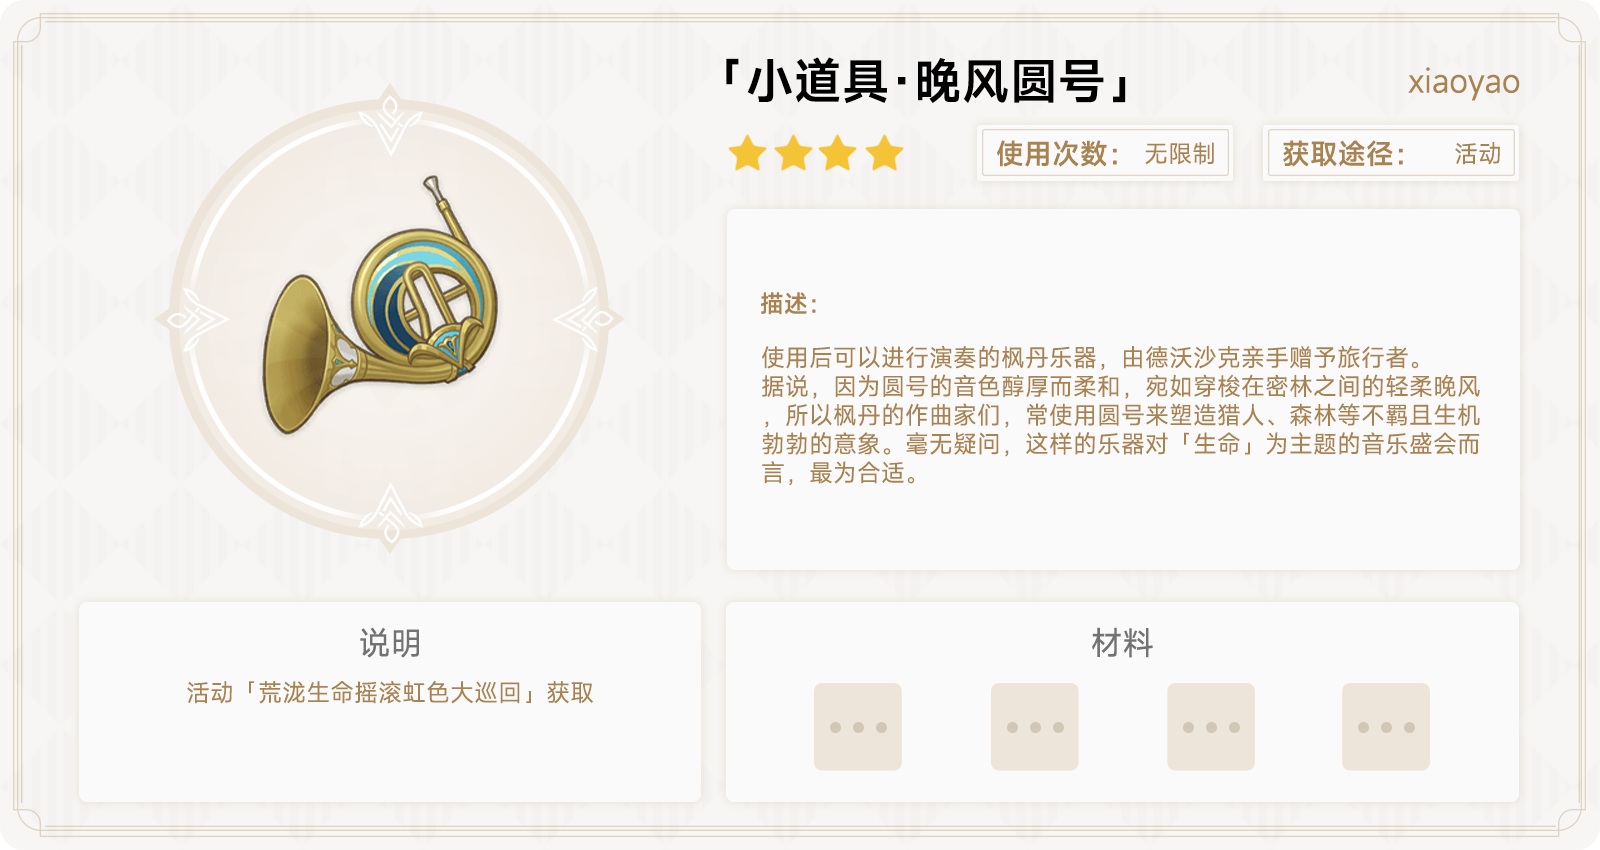 「小道具·晚风圆号」
xiaoyao
使用次数： 无限制
获取途径： 活动
描述：
使用后可以进行演奏的枫丹乐器，由德沃沙克亲手赠予旅行者。
据说，因为圆号的音色醇厚而柔和，宛如穿梭在密林之间的轻柔晚风
，所以枫丹的作曲家们，常使用圆号来塑造猎人、森林等不羁且生机
勃勃的意象。毫无疑问，这样的乐器对「生命」为主题的音乐盛会而
言，最为合适。
说明
活动「荒泷生命摇滚虹色大巡回」获取
材料